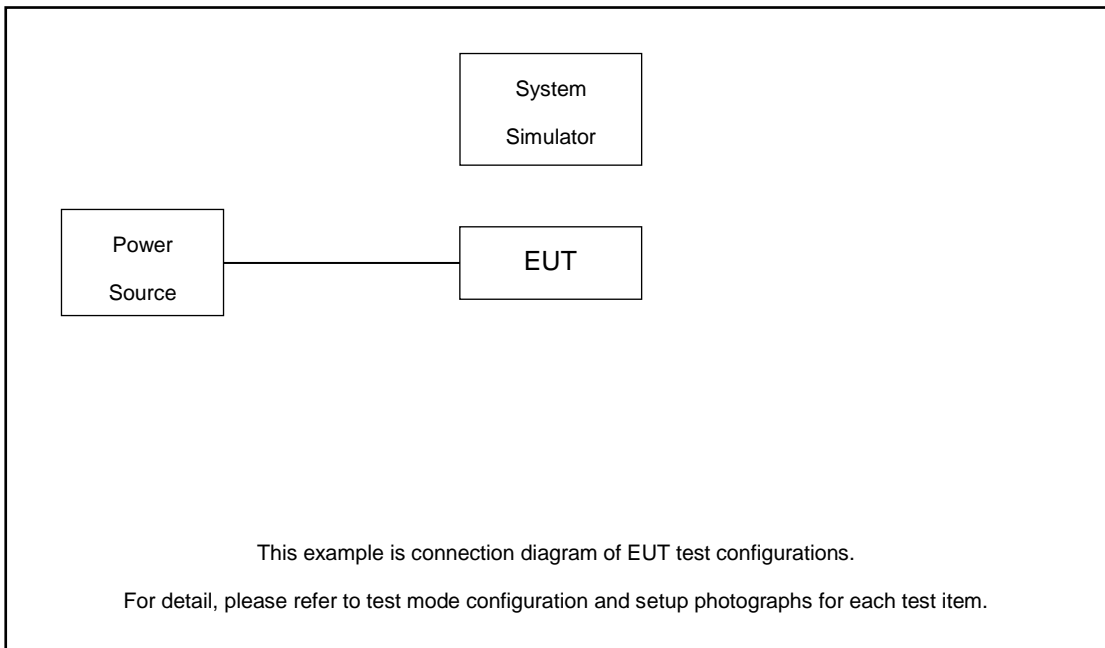 System
Simulator
Power
Source
EUT
This example is connection diagram of EUT test configurations.
For detail, please refer to test mode configuration and setup photographs for each test item.